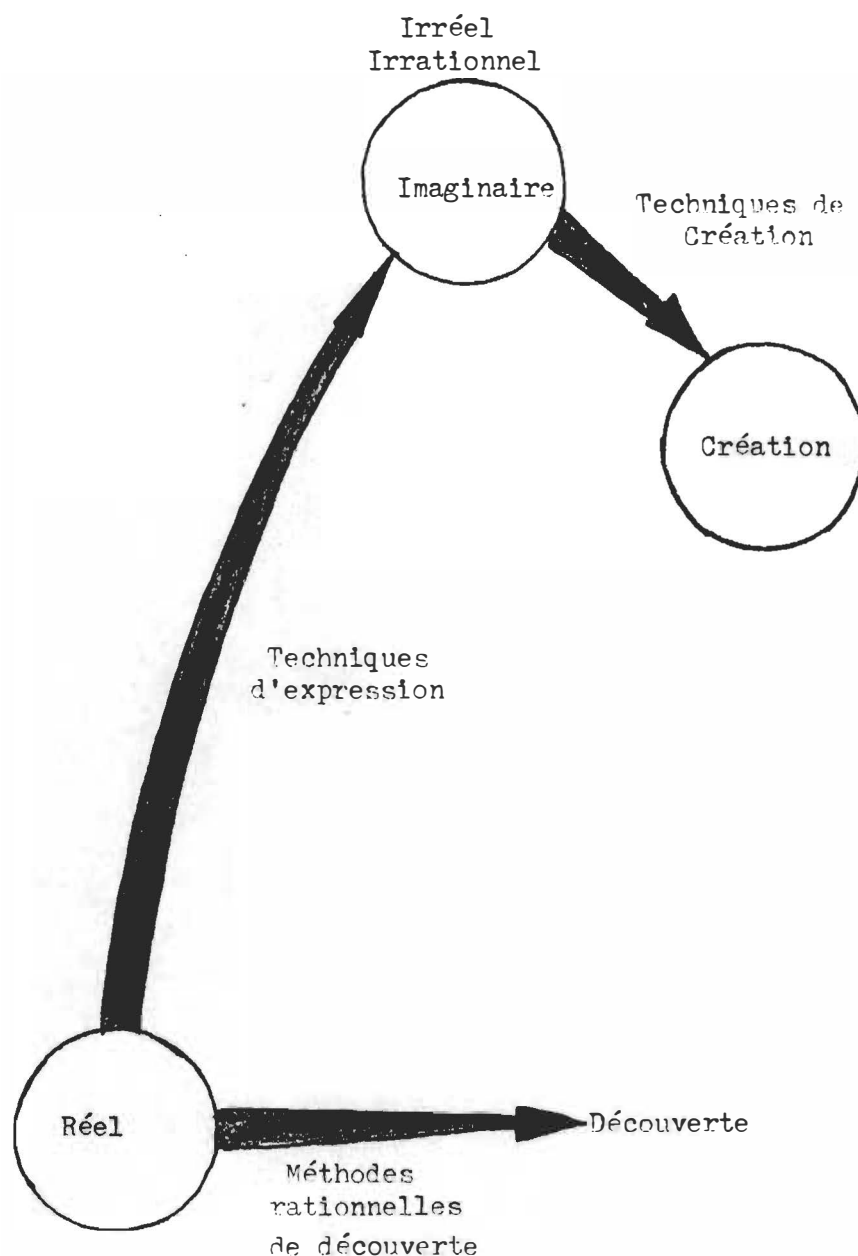 Irréel
Irrationnel
Imaginaire
Techniques de
Création
Création
Techniques
d'expression
Réel
Découverte
Méthodes
rationnelles
de découverte